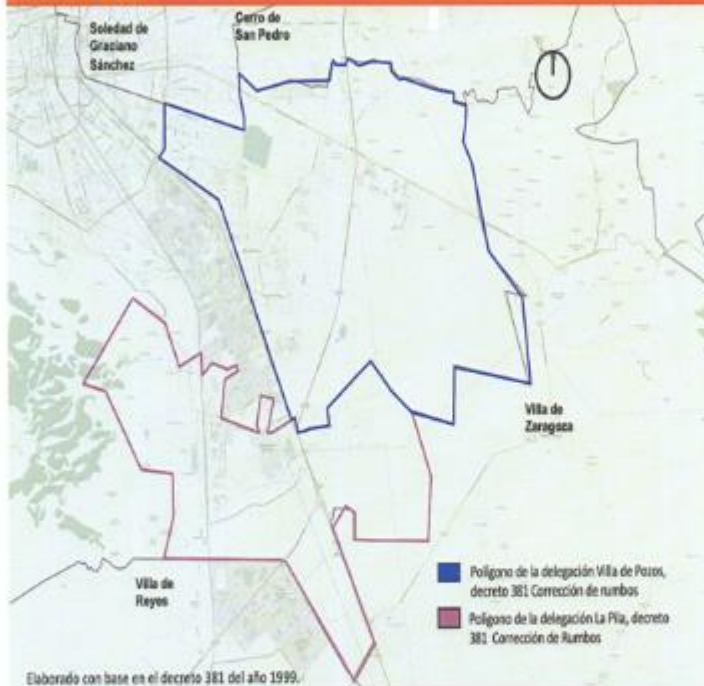 Soledad de
Graciano
Sánchez
Cerro de
San Pedro
Villa de
Zaragoza
Villa de
Reyes
Polígono de la delegación Villa de Pozos,
decreto 381 Corrección de rumbos
Polígono de la delegación La Pila, decreto
381 Corrección de Rumbos
Elaborado con base en el decreto 381 del año 1999.